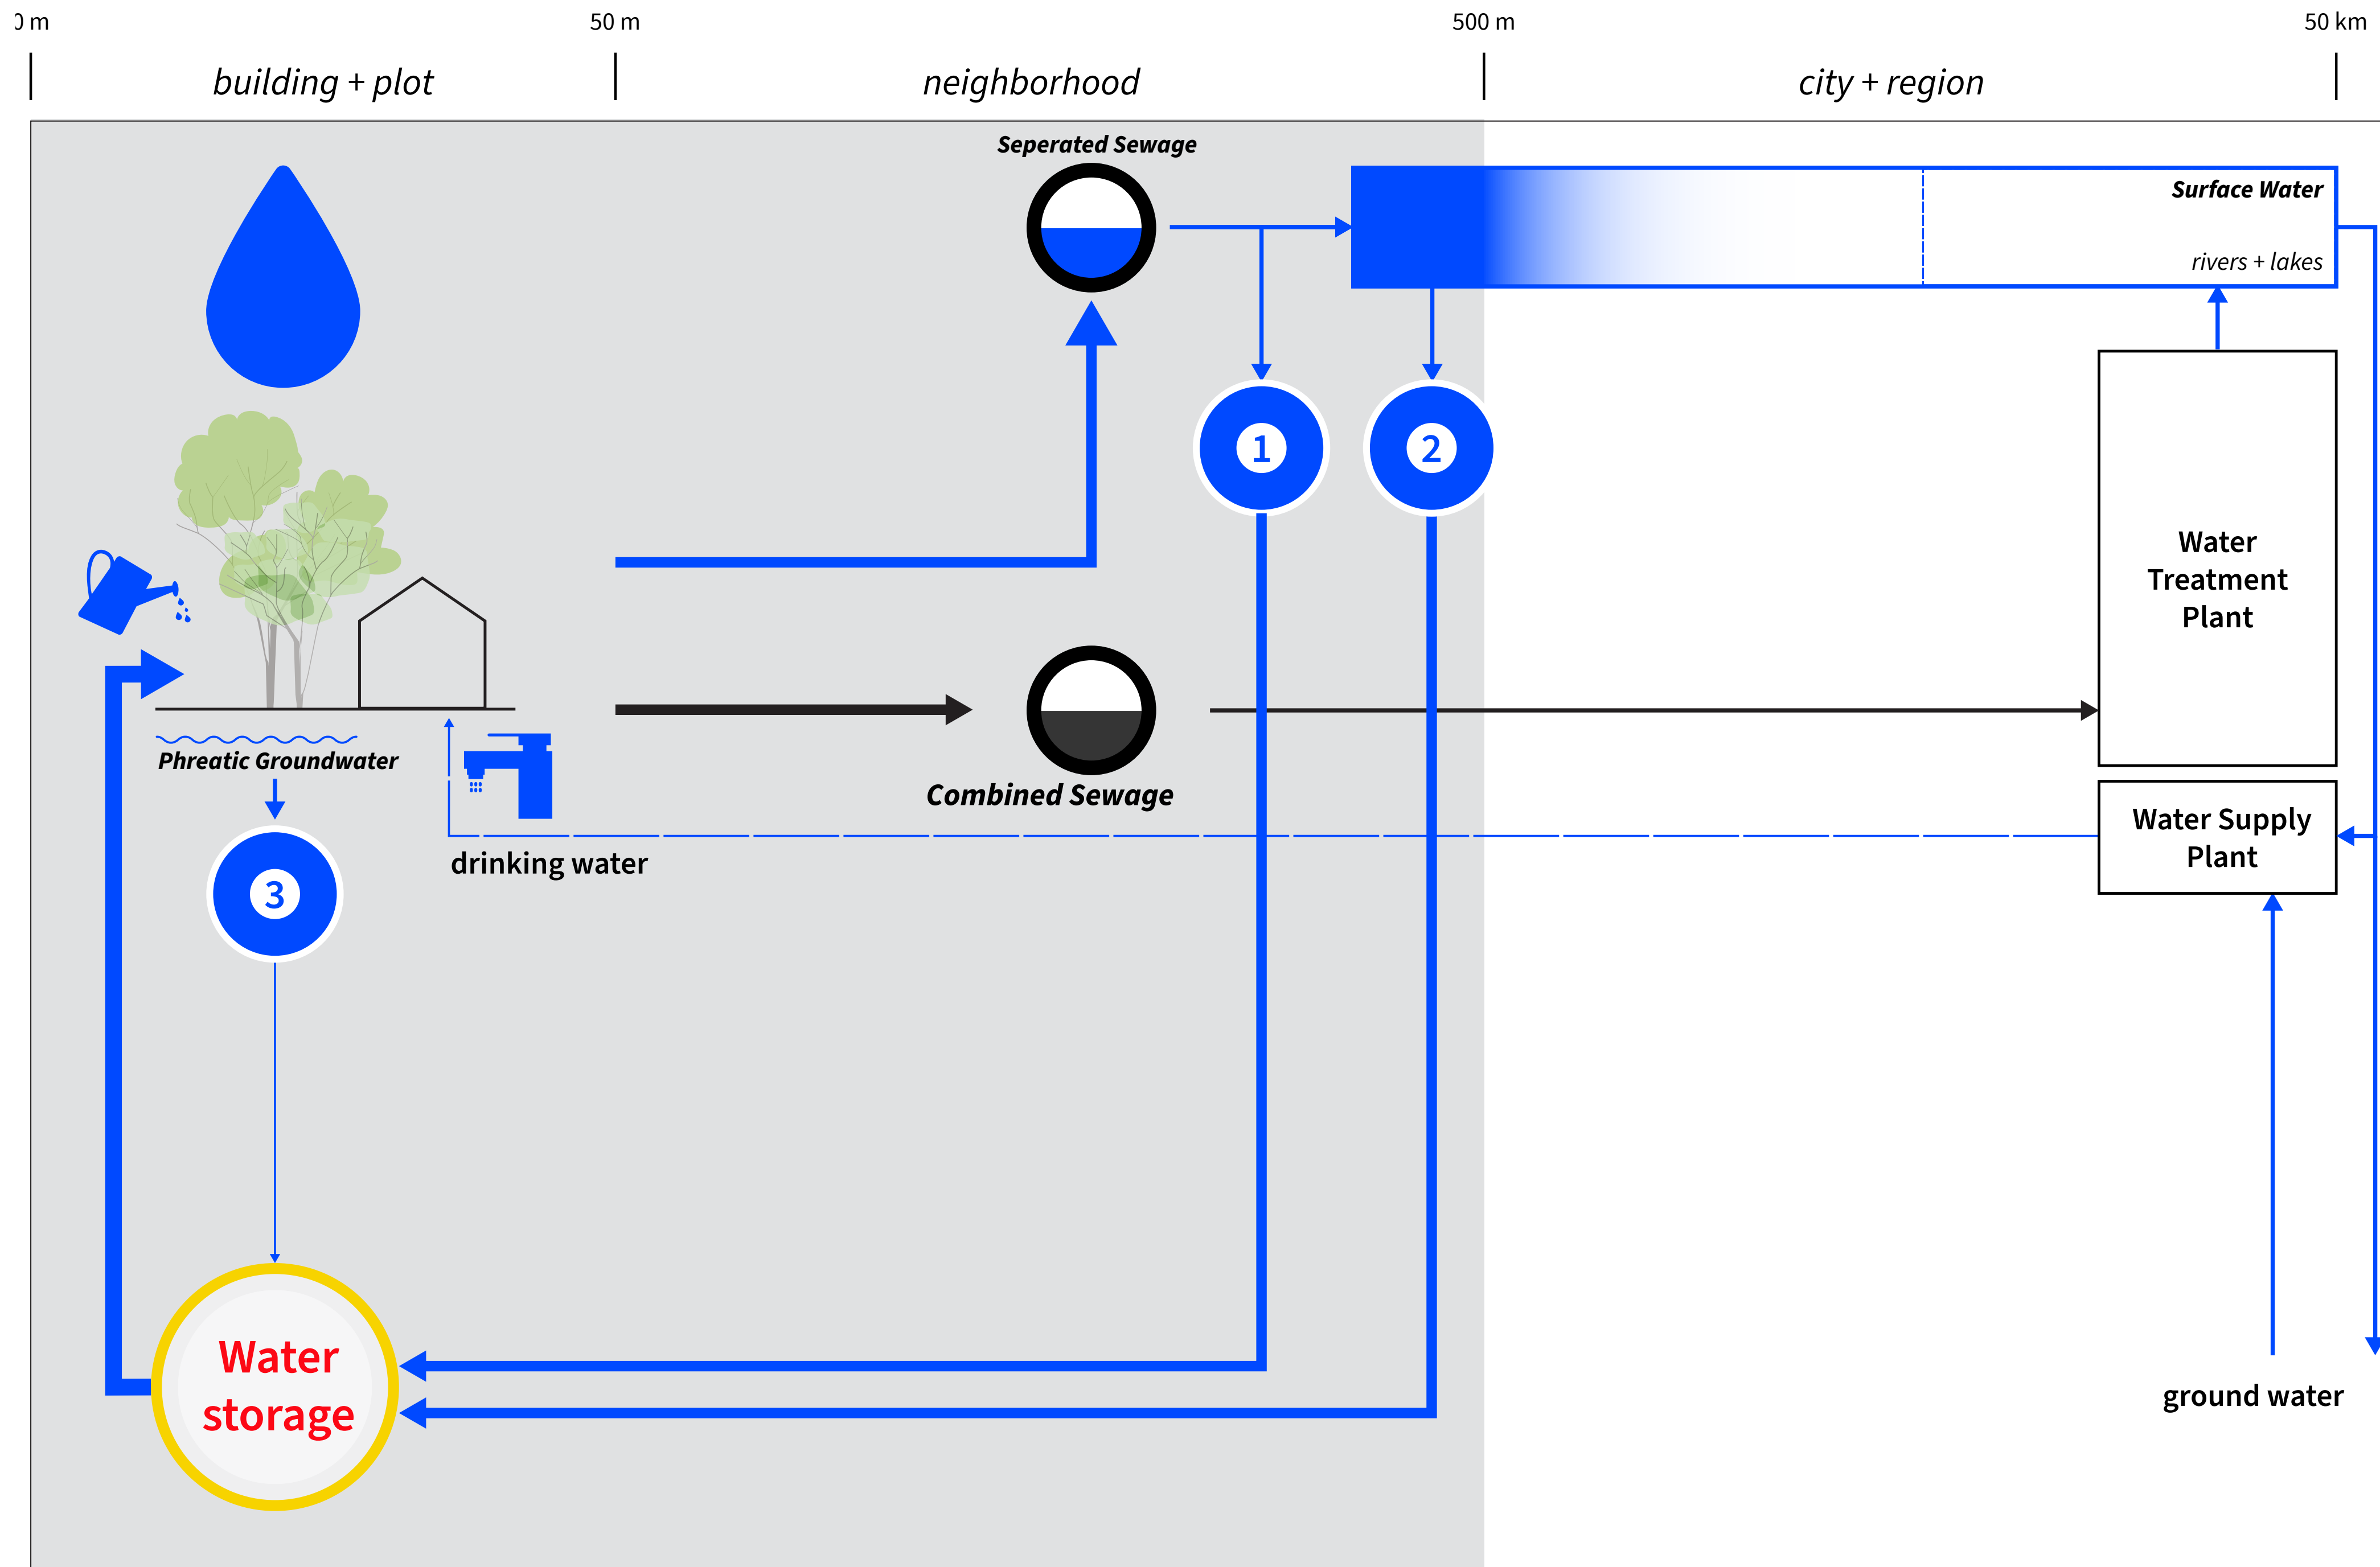 0 m
50 m
500 m
50 km
building + plot
neighborhood
city + region
Seperated Sewage
Surface Water
rivers + lakes
1
2
Water
Treatment
Plant
Phreatic Groundwater
Combined Sewage
Water Supply
Plant
drinking water
3
Water
storage
ground water